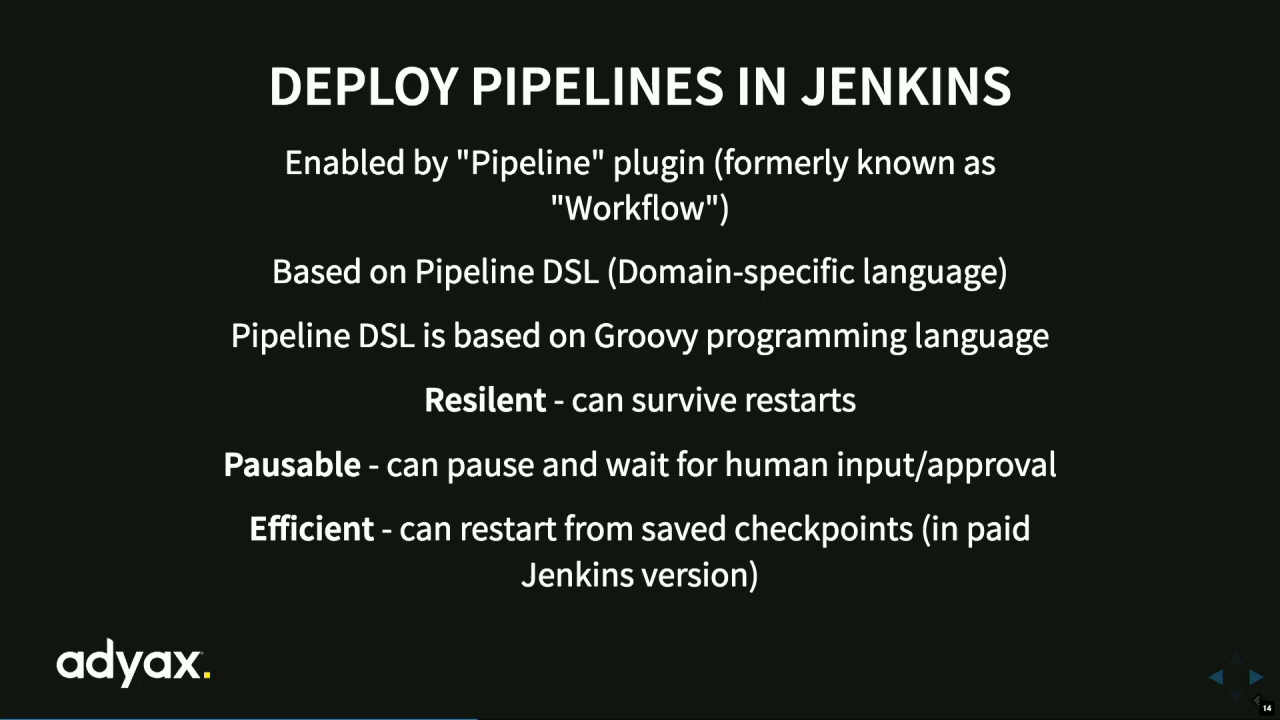 DEPLOY PIPELINES IN JENKINS
Enabled by "Pipeline" plugin (formerly known as
"Workflow")
Based on Pipeline DSL (Domain-specific language)
Pipeline DSL is based on Groovy programming language
Resilent - can survive restarts
Pausable - can pause and wait for human input/approval
Efficient - can restart from saved checkpoints (in paid
Jenkins version)
adyax.
14